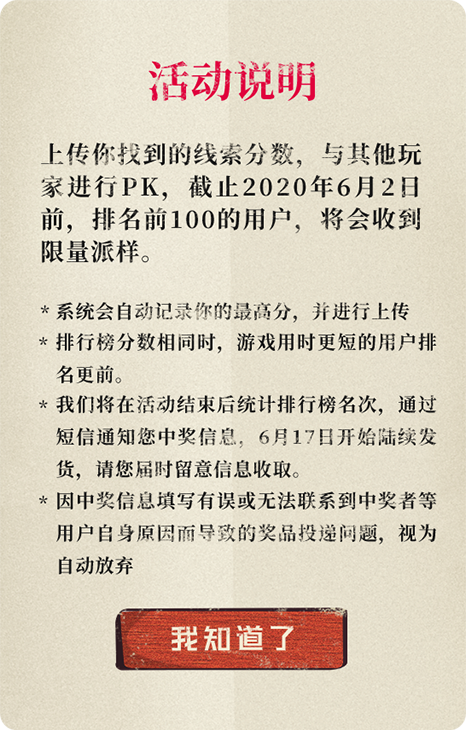 活动说明
上传你找到的线索分数，与其他玩
家进行PK，截止2020年6月2日
前，排名前100的用户，将会收到
限量派样。
* 系统会自动记录你的最高分，并进行上传
* 排行榜分数相同时，游戏用时更短的用户排
名更前。
* 我们将在活动结束后统计排行榜名次，通过
短信通知您中奖信息，6月17日开始陆续发
货，请您届时留意信息收取。
* 因中奖信息填写有误或无法联系到中奖者等
用户自身原因而导致的奖品投递问题，视为
自动放弃
我知道了